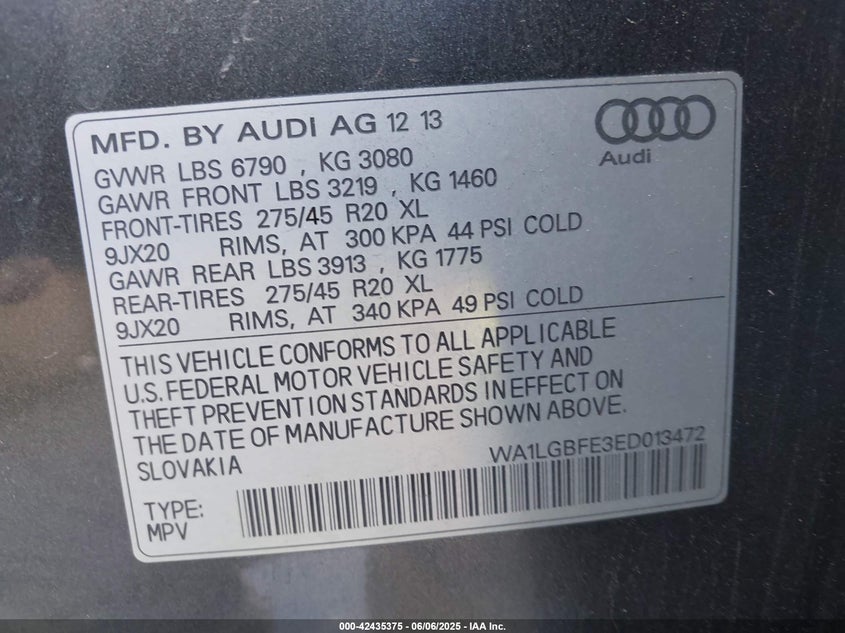 MFD. BY AUDI AG 12 13
Audi
GVWR LBS 6790 , KG 3080
GAWR FRONT LBS 3219 , KG 1460
FRONT-TIRES 275/45 R20 XL
9JX20 RIMS, AT 300 KPA 44 PSI COLD
GAWR REAR LBS 3913 , KG 1775
REAR-TIRES 275/45 R20 XL
9JX20 RIMS, AT 340 KPA 49 PSI COLD
THIS VEHICLE CONFORMS TO ALL APPLICABLE
U.S. FEDERAL MOTOR VEHICLE SAFETY AND
THEFT PREVENTION STANDARDS IN EFFECT ON
THE DATE OF MANUFACTURE SHOWN ABOVE.
SLOVAKIA
WA1LGBFE3ED013472
TYPE:
MPV
000-42435375 - 06/06/2025 - IAA Inc.